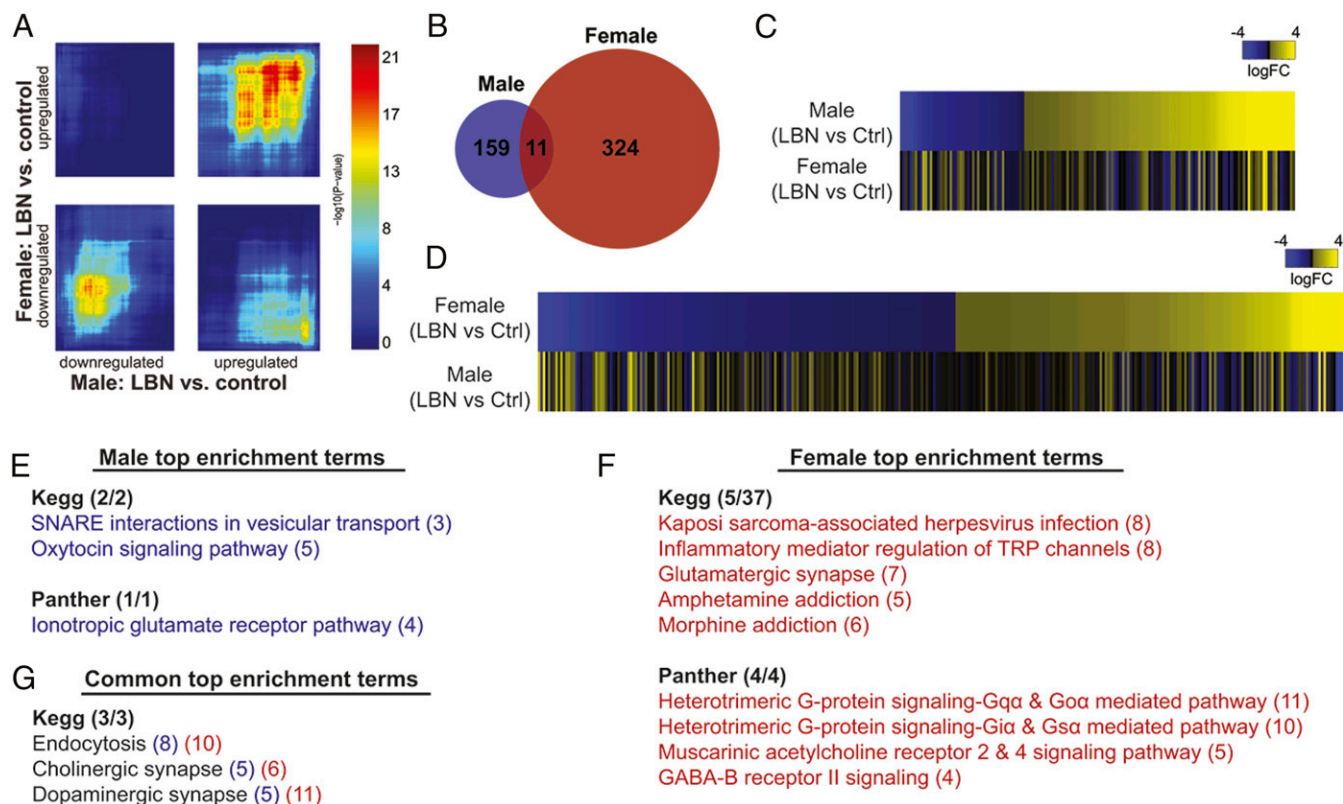 A
Female: LBN vs. control
upregulated
downregulated
downregulated
upregulated
Male: LBN vs. control
21
17
13
8
4
0
-log10(P-value)
B
Female
Male
159
11
324
C
-4
4
logFC
Male
(LBN vs Ctrl)
Female
(LBN vs Ctrl)
D
-4
4
logFC
Female
(LBN vs Ctrl)
Male
(LBN vs Ctrl)
E
Male top enrichment terms
Kegg (2/2)
SNARE interactions in vesicular transport (3)
Oxytocin signaling pathway (5)
Panther (1/1)
Ionotropic glutamate receptor pathway (4)
F
Female top enrichment terms
Kegg (5/37)
Kaposi sarcoma-associated herpesvirus infection (8)
Inflammatory mediator regulation of TRP channels (8)
Glutamatergic synapse (7)
Amphetamine addiction (5)
Morphine addiction (6)
Panther (4/4)
Heterotrimeric G-protein signaling-Gqα & Goα mediated pathway (11)
Heterotrimeric G-protein signaling-Giα & Gsα mediated pathway (10)
Muscarinic acetylcholine receptor 2 & 4 signaling pathway (5)
GABA-B receptor II signaling (4)
G
Common top enrichment terms
Kegg (3/3)
Endocytosis (8) (10)
Cholinergic synapse (5) (6)
Dopaminergic synapse (5) (11)